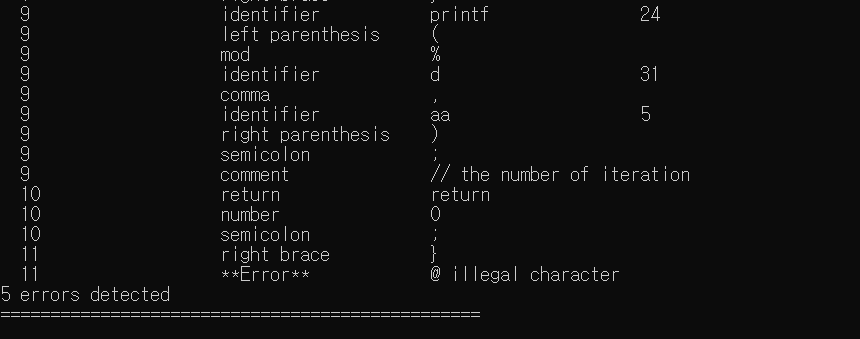 9 identifier printf 24
9 left parenthesis (
9 mod %
9 identifier d 31
9 comma ,
9 identifier aa 5
9 right parenthesis )
9 semicolon ;
9 comment // the number of iteration
10 return return
10 number 0
10 semicolon ;
11 right brace }
11 **Error** @ illegal character
5 errors detected
================================================